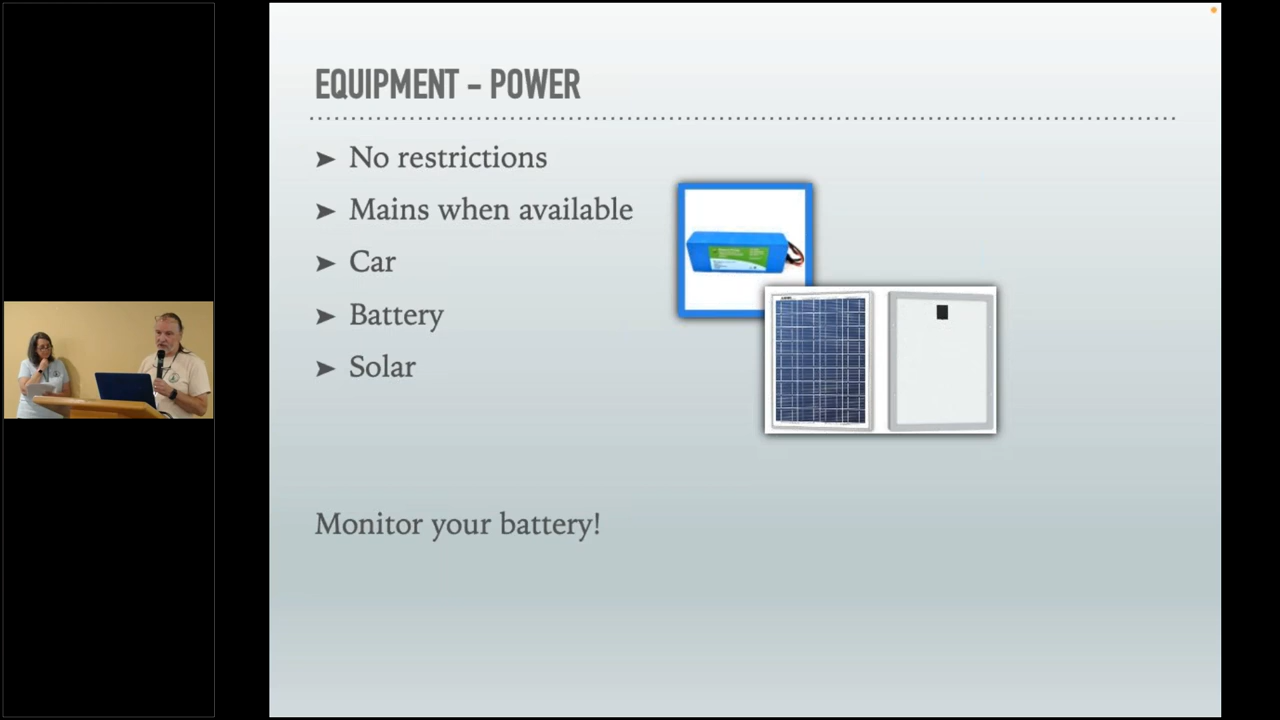 EQUIPMENT – POWER
➤ No restrictions
➤ Mains when available
➤ Car
➤ Battery
➤ Solar
Monitor your battery!